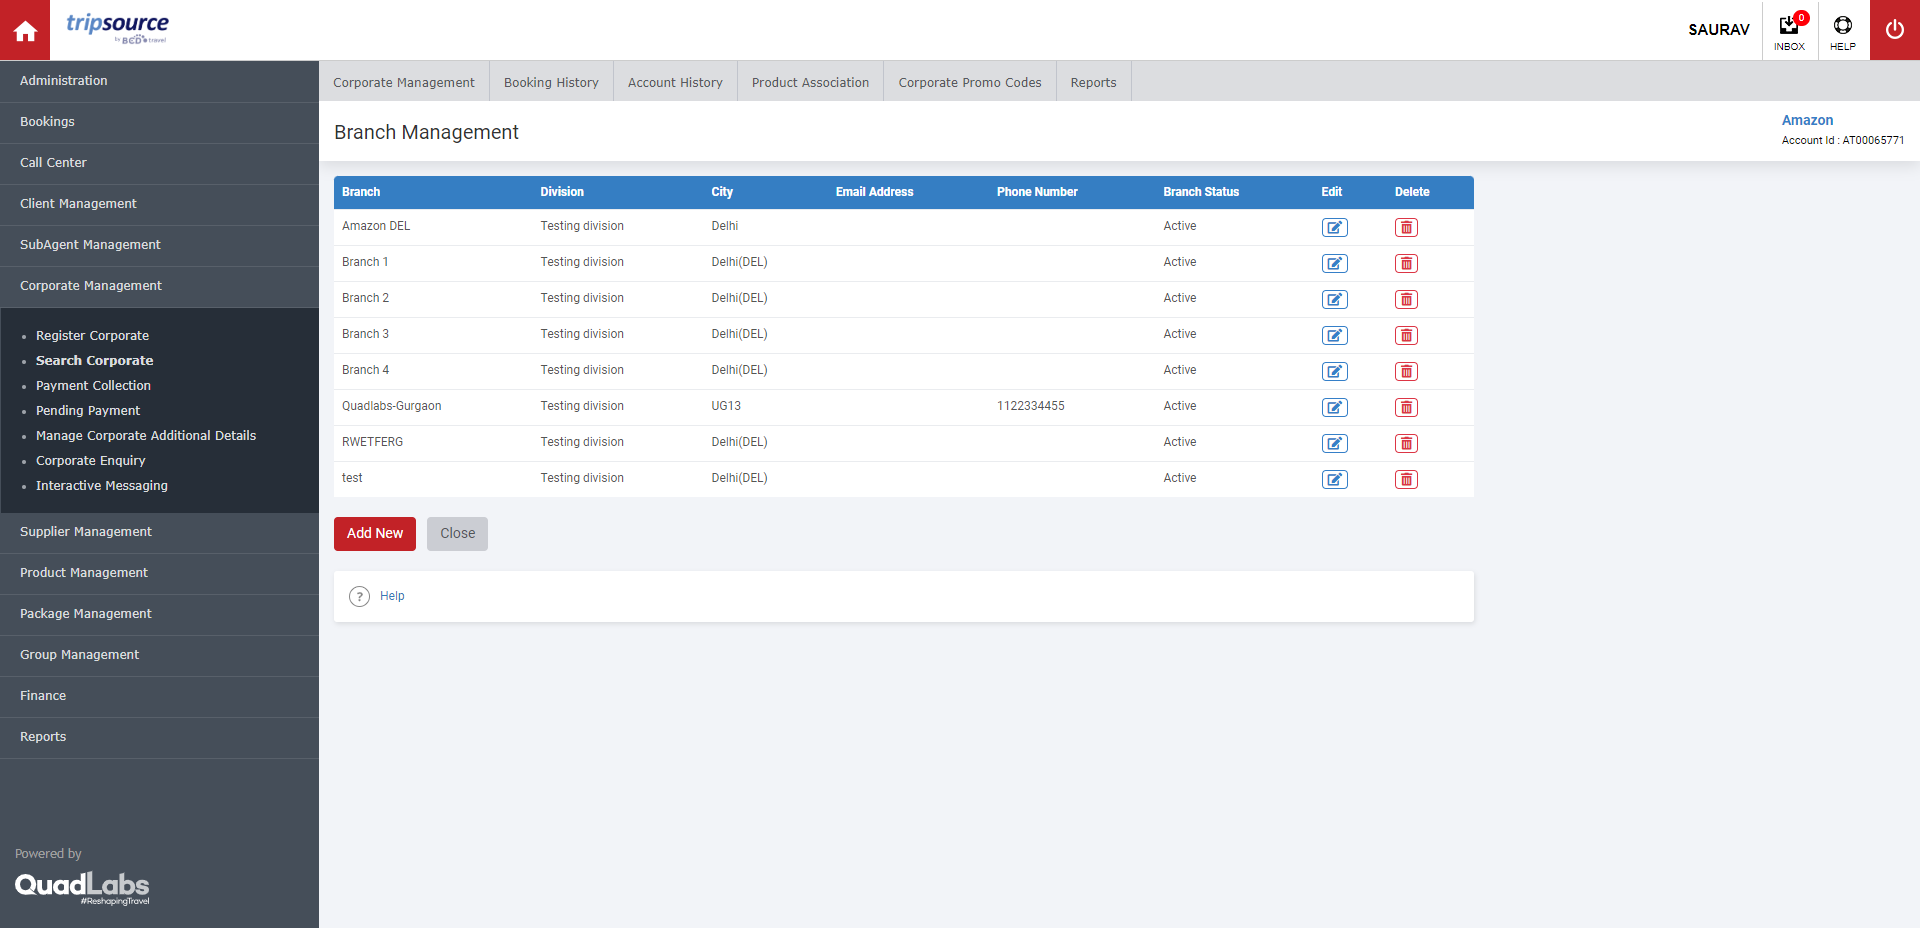 tripsource
by BCD travel
SAURAV
0
INBOX
HELP
Administration
Bookings
Call Center
Client Management
SubAgent Management
Corporate Management
Register Corporate
Search Corporate
Payment Collection
Pending Payment
Manage Corporate Additional Details
Corporate Enquiry
Interactive Messaging
Supplier Management
Product Management
Package Management
Group Management
Finance
Reports
Powered by
QuadLabs
#ReshapingTravel
Corporate Management Booking History Account History Product Association Corporate Promo Codes Reports
Branch Management
Amazon
Account Id : AT00065771
Branch Division City Email Address Phone Number Branch Status Edit Delete
Amazon DEL Testing division Delhi Active
Branch 1 Testing division Delhi(DEL) Active
Branch 2 Testing division Delhi(DEL) Active
Branch 3 Testing division Delhi(DEL) Active
Branch 4 Testing division Delhi(DEL) Active
Quadlabs-Gurgaon Testing division UG13 1122334455 Active
RWETFERG Testing division Delhi(DEL) Active
test Testing division Delhi(DEL) Active
Add New Close
? Help